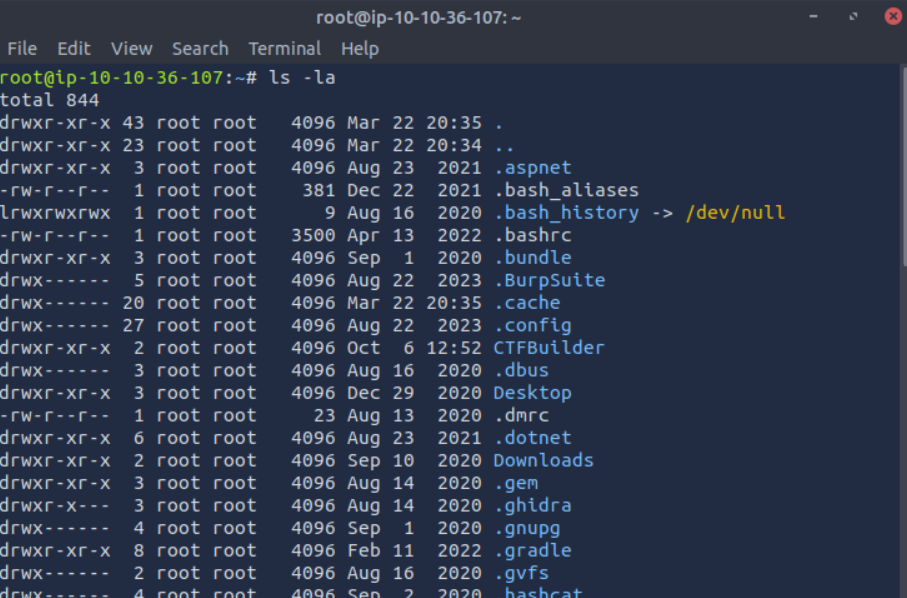 root@ip-10-10-36-107: ~
File Edit View Search Terminal Help
root@ip-10-10-36-107:~# ls -la
total 844
drwxr-xr-x 43 root root   4096 Mar 22 20:35 .
drwxr-xr-x 23 root root   4096 Mar 22 20:34 ..
drwxr-xr-x  3 root root   4096 Aug 23  2021 .aspnet
-rw-r--r--  1 root root    381 Dec 22  2021 .bash_aliases
lrwxrwxrwx  1 root root      9 Aug 16  2020 .bash_history -> /dev/null
-rw-r--r--  1 root root   3500 Apr 13  2022 .bashrc
drwxr-xr-x  3 root root   4096 Sep  1  2020 .bundle
drwx------  5 root root   4096 Aug 22  2023 .BurpSuite
drwx------ 20 root root   4096 Mar 22 20:35 .cache
drwx------ 27 root root   4096 Aug 22  2023 .config
drwxr-xr-x  2 root root   4096 Oct  6 12:52 CTFBuilder
drwx------  3 root root   4096 Aug 16  2020 .dbus
drwxr-xr-x  3 root root   4096 Dec 29  2020 Desktop
-rw-r--r--  1 root root     23 Aug 13  2020 .dmrc
drwxr-xr-x  6 root root   4096 Aug 23  2021 .dotnet
drwxr-xr-x  2 root root   4096 Sep 10  2020 Downloads
drwxr-xr-x  3 root root   4096 Aug 14  2020 .gem
drwxr-x---  3 root root   4096 Aug 14  2020 .ghidra
drwx------  4 root root   4096 Sep  1  2020 .gnupg
drwxr-xr-x  8 root root   4096 Feb 11  2022 .gradle
drwx------  2 root root   4096 Aug 16  2020 .gvfs
drwx------  4 root root   4096 Sep  2  2020 .hashcat